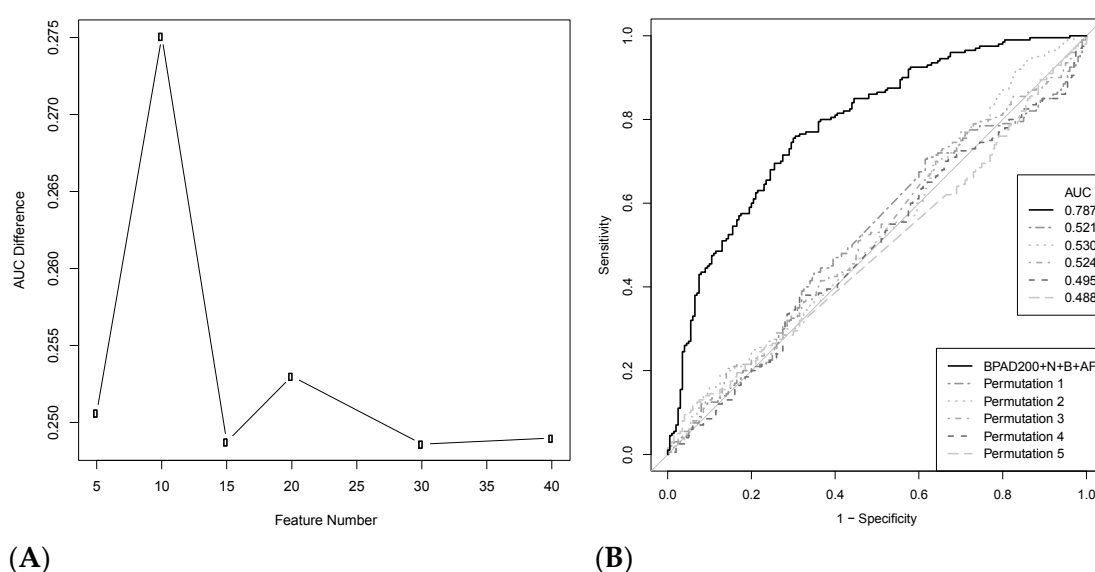 0.275
0.270
0.265
0.260
0.255
0.250
AUC Difference
5 10 15 20 25 30 35 40
Feature Number
(A)
1.0
0.8
0.6
0.4
0.2
0.0
Sensitivity
0.0 0.2 0.4 0.6 0.8 1.0
1 − Specificity
AUC
0.787
0.521
0.530
0.524
0.495
0.488
BPAD200+N+B+AF
Permutation 1
Permutation 2
Permutation 3
Permutation 4
Permutation 5
(B)